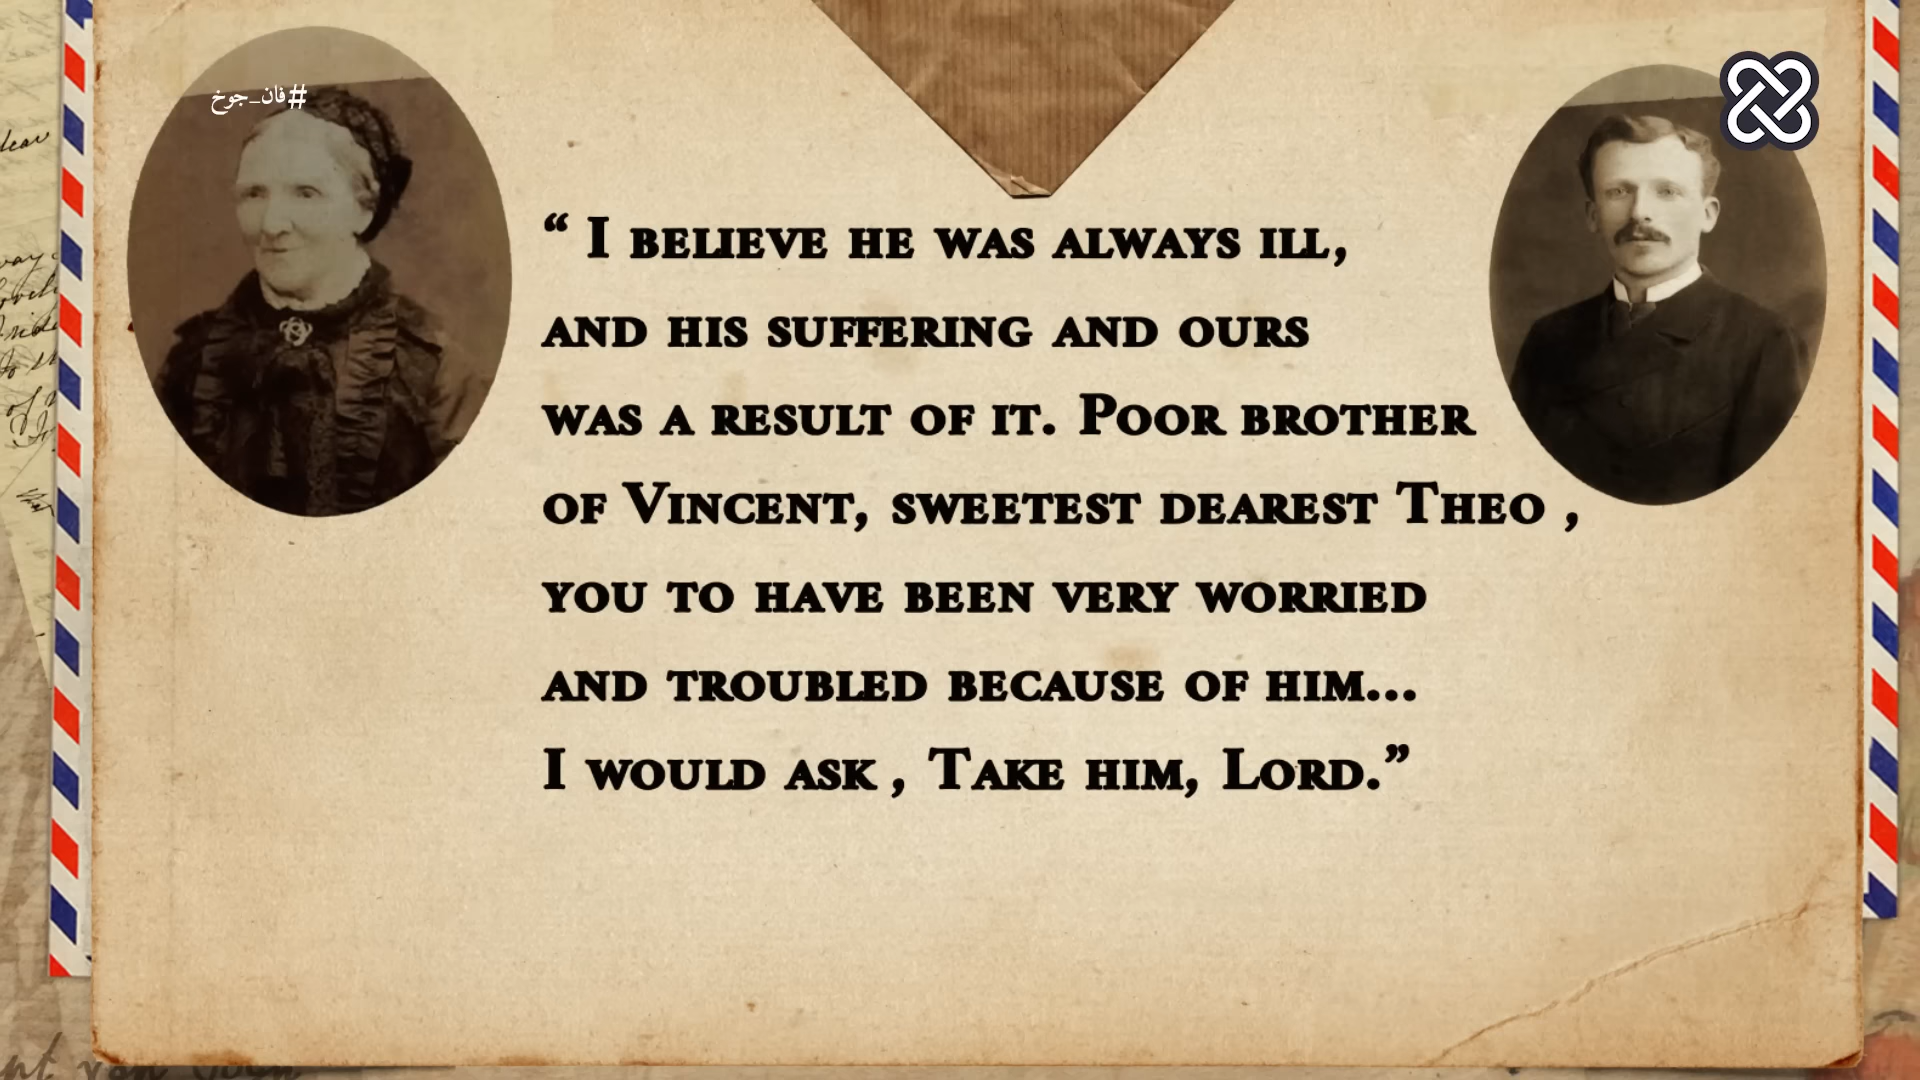 #فان_جوخ
“ I believe he was always ill,
and his suffering and ours
was a result of it. Poor brother
of Vincent, sweetest dearest Theo ,
you to have been very worried
and troubled because of him...
I would ask , Take him, Lord.”